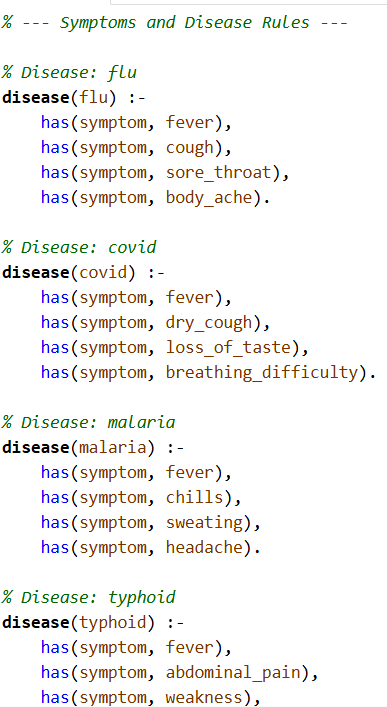 % --- Symptoms and Disease Rules ---

% Disease: flu
disease(flu) :-
    has(symptom, fever),
    has(symptom, cough),
    has(symptom, sore_throat),
    has(symptom, body_ache).

% Disease: covid
disease(covid) :-
    has(symptom, fever),
    has(symptom, dry_cough),
    has(symptom, loss_of_taste),
    has(symptom, breathing_difficulty).

% Disease: malaria
disease(malaria) :-
    has(symptom, fever),
    has(symptom, chills),
    has(symptom, sweating),
    has(symptom, headache).

% Disease: typhoid
disease(typhoid) :-
    has(symptom, fever),
    has(symptom, abdominal_pain),
    has(symptom, weakness),